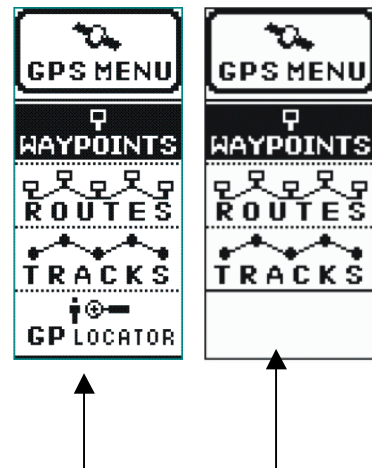 GPS MENU
WAYPOINTS
ROUTES
TRACKS
GP LOCATOR
GPS MENU
WAYPOINTS
ROUTES
TRACKS